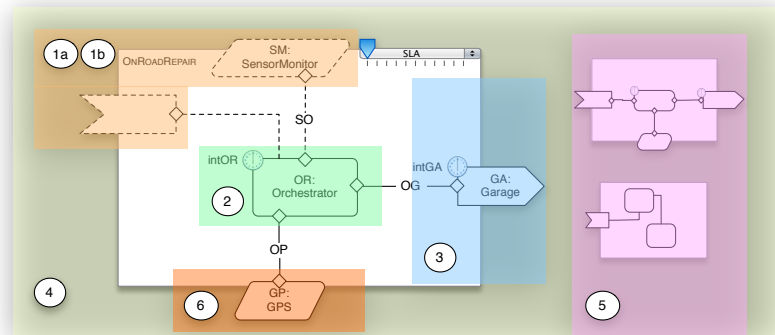 1a 1b
ONROADREPAIR
SM:
SensorMonitor
SLA
SO
intOR
OR:
Orchestrator
2
OG
intGA
GA:
Garage
3
OP
4
6
GP:
GPS
5